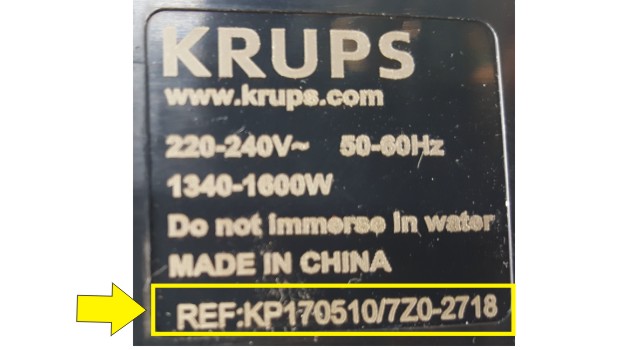 KRUPS
www.krups.com
220-240V~ 50-60Hz
1340-1600W
Do not immerse in water
MADE IN CHINA
REF:KP170510/7Z0-2718